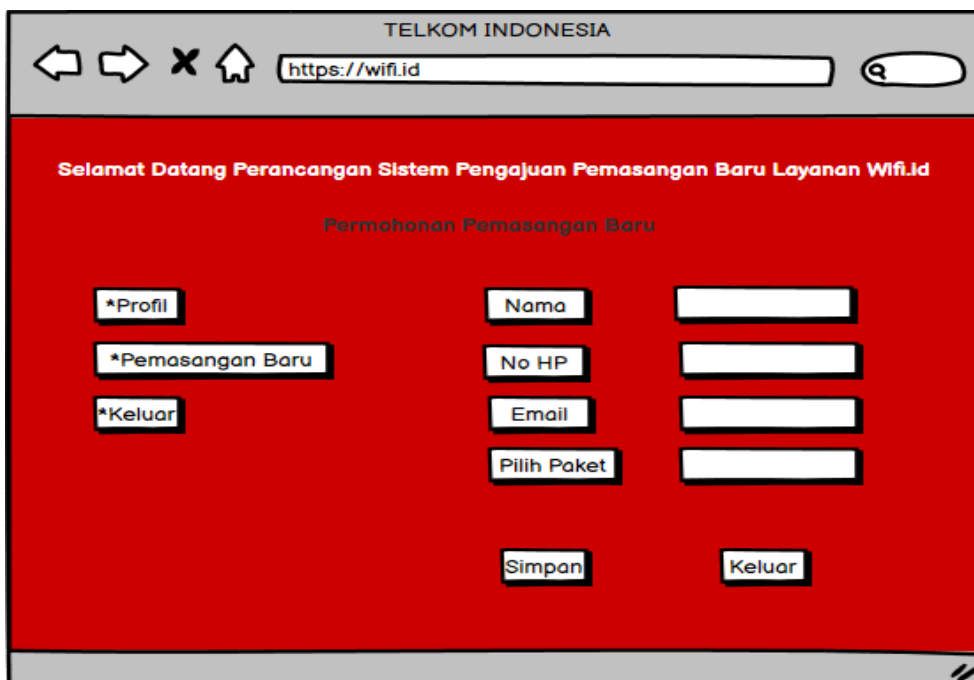 TELKOM INDONESIA
https://wifi.id
Selamat Datang Perancangan Sistem Pengajuan Pemasangan Baru Layanan Wifi.id
Permohonan Pemasangan Baru
*Profil
Nama
*Pemasangan Baru
No HP
*Keluar
Email
Pilih Paket
Simpan
Keluar